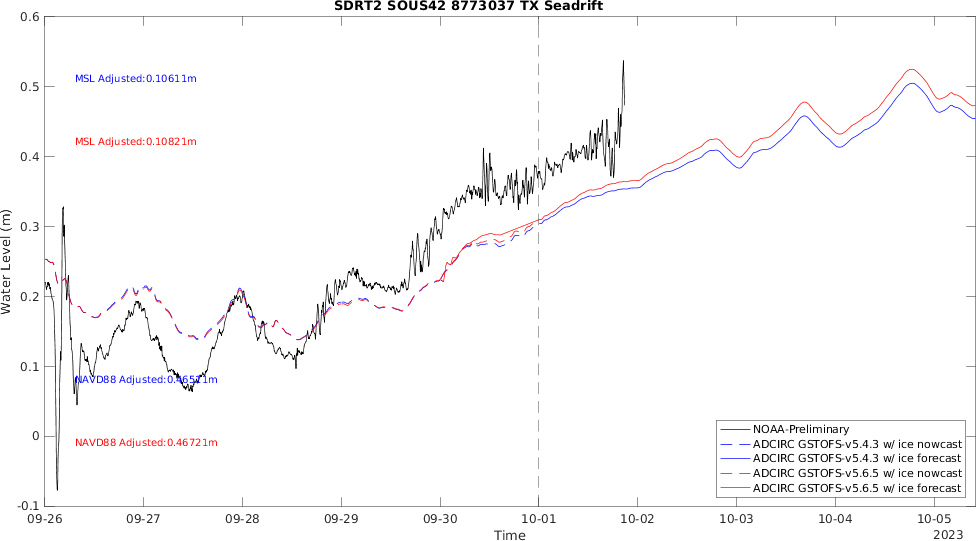 SDRT2 SOUS42 8773037 TX Seadrift
0.6
0.5
0.4
0.3
0.2
0.1
0
-0.1
Water Level (m)
MSL Adjusted:0.10611m
MSL Adjusted:0.10821m
NAVD88 Adjusted:0.46511m
NAVD88 Adjusted:0.46721m
NOAA-Preliminary
ADCIRC GSTOFS-v5.4.3 w/ ice nowcast
ADCIRC GSTOFS-v5.4.3 w/ ice forecast
ADCIRC GSTOFS-v5.6.5 w/ ice nowcast
ADCIRC GSTOFS-v5.6.5 w/ ice forecast
09-26 09-27 09-28 09-29 09-30 10-01 10-02 10-03 10-04 10-05
Time
2023